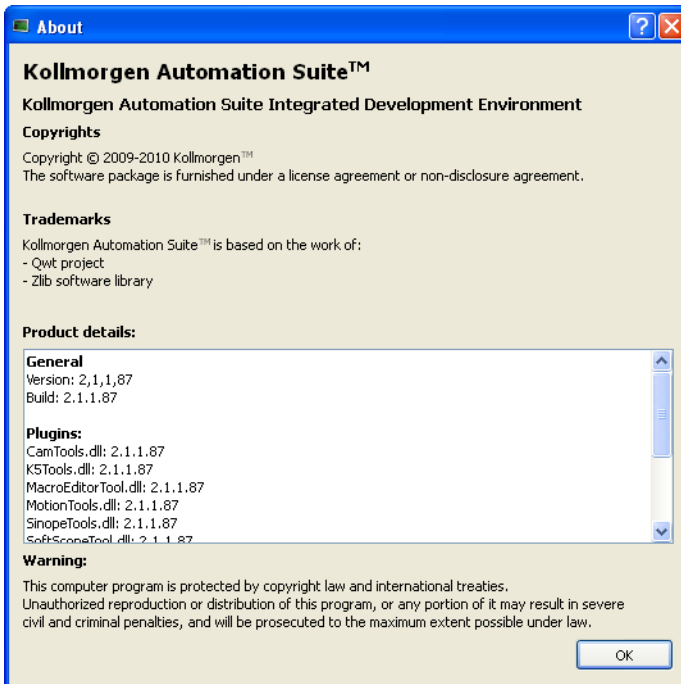 About
Kollmorgen Automation Suite™
Kollmorgen Automation Suite Integrated Development Environment
Copyrights
Copyright © 2009-2010 Kollmorgen™
The software package is furnished under a license agreement or non-disclosure agreement.
Trademarks
Kollmorgen Automation Suite™ is based on the work of:
- Qwt project
- Zlib software library
Product details:
General
Version: 2,1,1,87
Build: 2.1.1.87
Plugins:
CamTools.dll: 2.1.1.87
K5Tools.dll: 2.1.1.87
MacroEditorTool.dll: 2.1.1.87
MotionTools.dll: 2.1.1.87
SinopeTools.dll: 2.1.1.87
SoftScopeTool.dll: 2.1.1.87
Warning:
This computer program is protected by copyright law and international treaties.
Unauthorized reproduction or distribution of this program, or any portion of it may result in severe
civil and criminal penalties, and will be prosecuted to the maximum extent possible under law.
OK